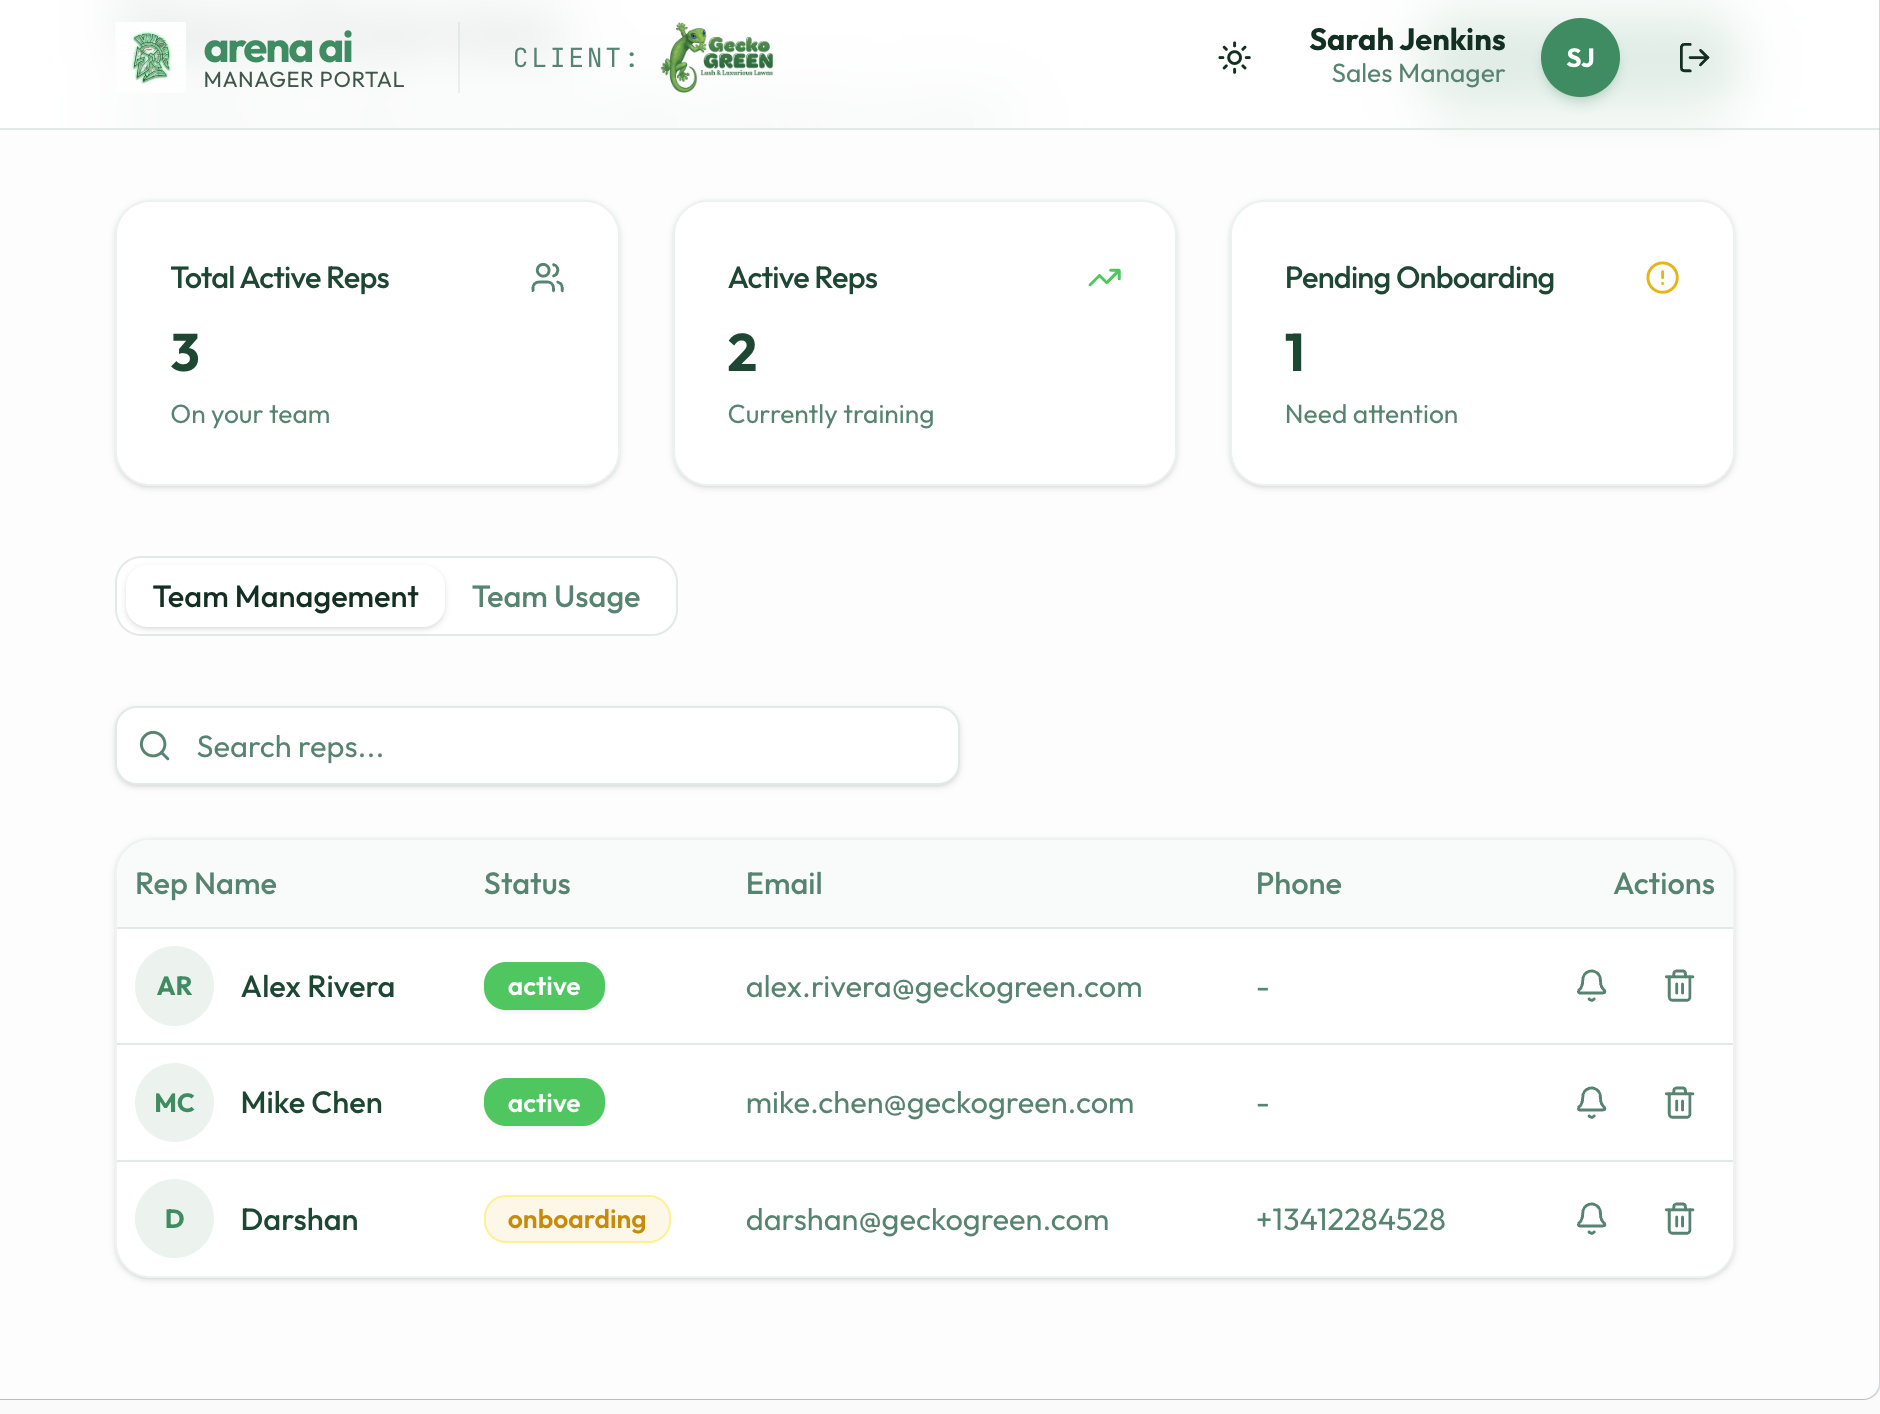 arena ai
MANAGER PORTAL
CLIENT:
Gecko
GREEN
Lush & Luxurious Lawns
Sarah Jenkins
Sales Manager
SJ
Total Active Reps
3
On your team
Active Reps
2
Currently training
Pending Onboarding
1
Need attention
Team Management Team Usage
Search reps...
Rep Name Status Email Phone Actions
AR Alex Rivera active alex.rivera@geckogreen.com -
MC Mike Chen active mike.chen@geckogreen.com -
D Darshan onboarding darshan@geckogreen.com +13412284528